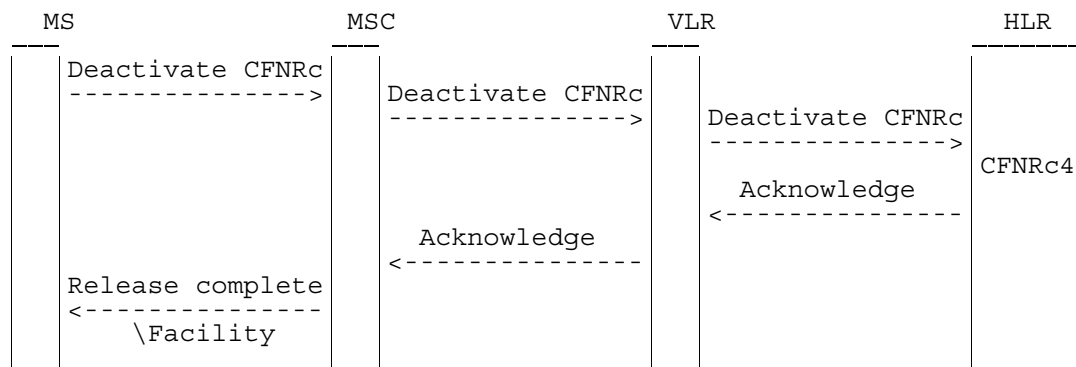 MS MSC VLR HLR
Deactivate CFNRc
Deactivate CFNRc
Deactivate CFNRc
CFNRc4
Acknowledge
Acknowledge
Release complete
\Facility